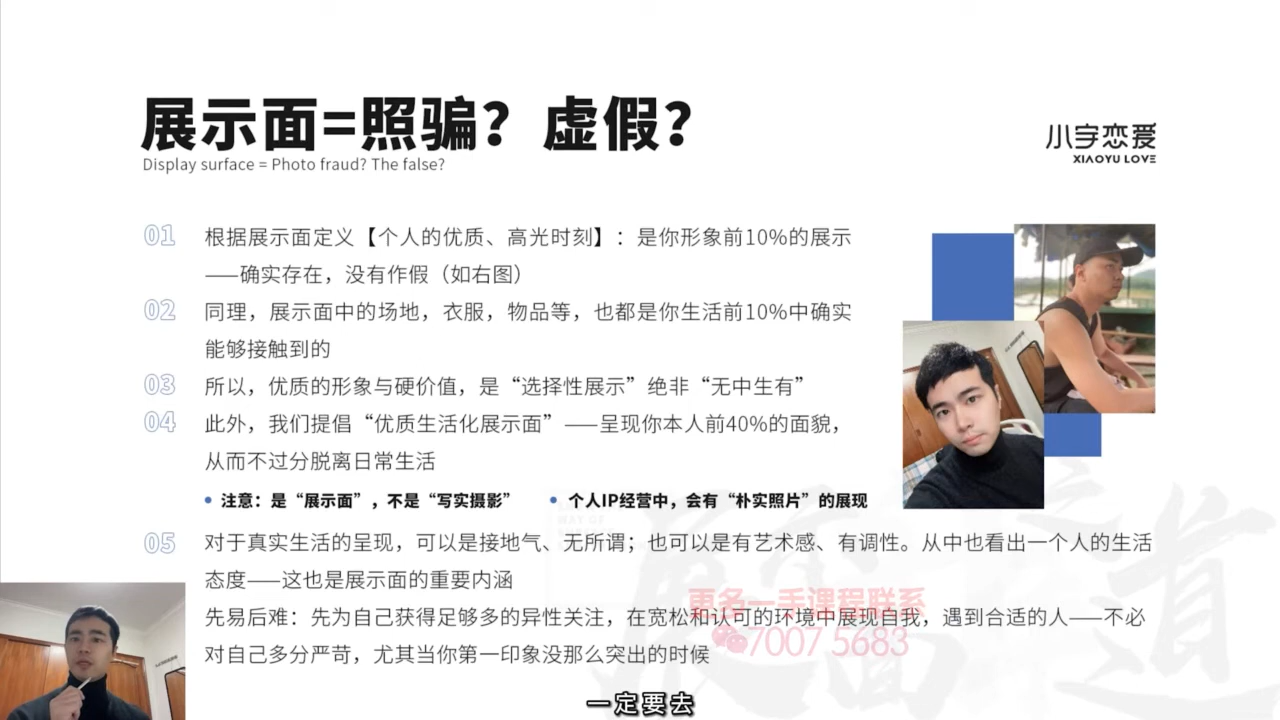 展示面=照骗？虚假？
Display surface = Photo fraud? The false?
小宇恋爱
XIAOYU LOVE
01 根据展示面定义【个人的优质、高光时刻】：是你形象前10%的展示
——确实存在，没有作假（如右图）
02 同理，展示面中的场地，衣服，物品等，也都是你生活前10%中确实
能够接触到的
03 所以，优质的形象与硬价值，是“选择性展示”绝非“无中生有”
04 此外，我们提倡“优质生活化展示面”——呈现你本人前40%的面貌，
从而不过分脱离日常生活
注意：是“展示面”，不是“写实摄影”
个人IP经营中，会有“朴实照片”的展现
05 对于真实生活的呈现，可以是接地气、无所谓；也可以是有艺术感、有调性。从中也看出一个人的生活
态度——这也是展示面的重要内涵
先易后难：先为自己获得足够多的异性关注，在宽松和认可的环境中展现自我，遇到合适的人——不必
对自己多分严苛，尤其当你第一印象没那么突出的时候
更多一手课程联系
7007 5683
一定要去